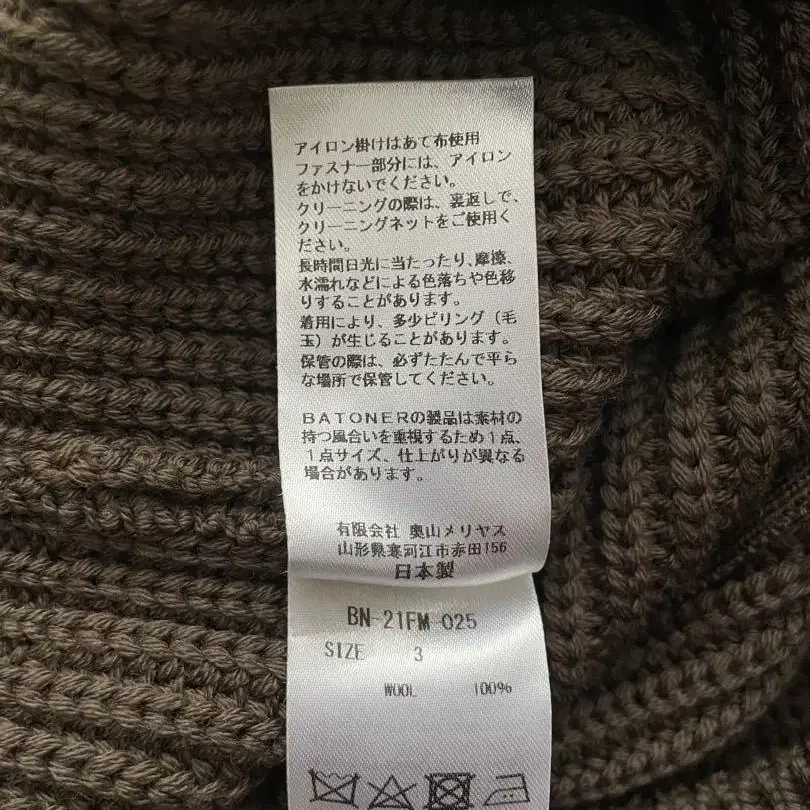 アイロン掛けはあて布使用
ファスナー部分には、アイロン
をかけないでください。
クリーニングの際は、裏返しで、
クリーニングネットをご使用く
ださい。
長時間日光に当たったり、摩擦、
水濡れなどによる色落ちや色移
りすることがあります。
着用により、多少ピリング（毛
玉）が生じることがあります。
保管の際は、必ずたたんで平ら
な場所で保管してください。
BATONERの製品は素材の
持つ風合いを重視するため１点、
１点サイズ、仕上がりが異なる
場合があります。
有限会社 奥山メリヤス
山形県寒河江市赤田156
日本製
BN-21FM-025
SIZE 3
WOOL 100%